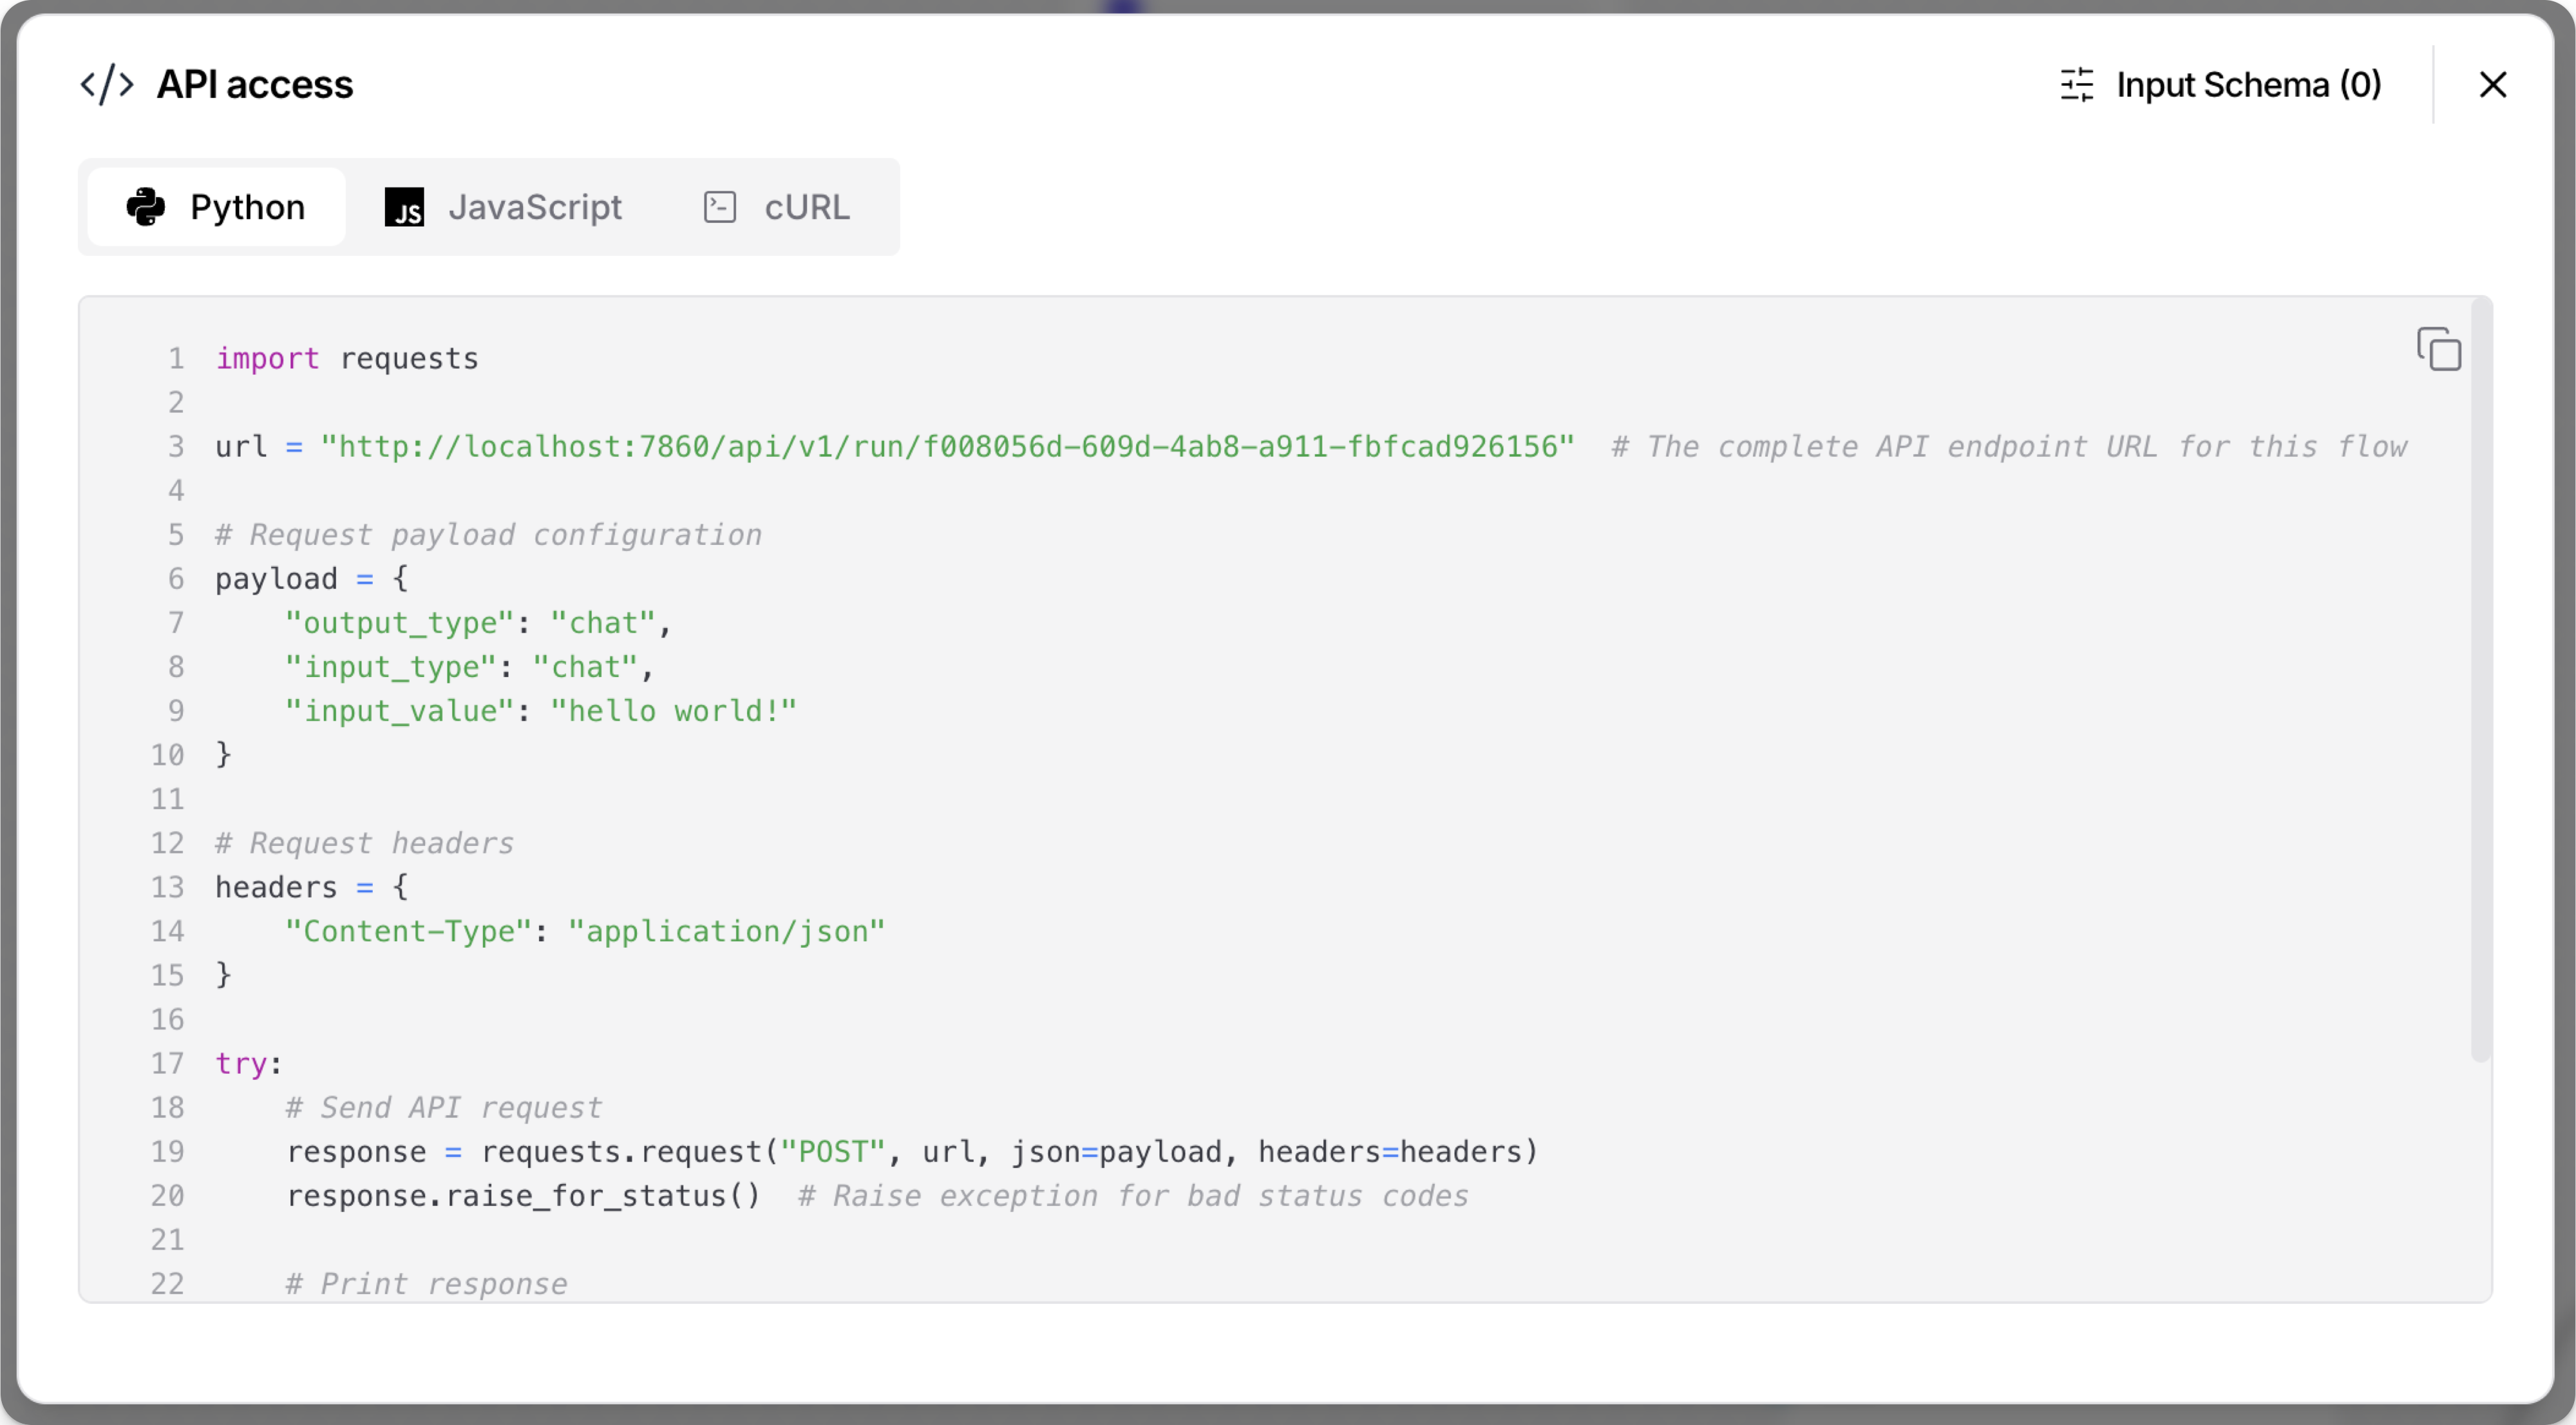 </> API access
Input Schema (0)
Python
JS JavaScript
cURL
1 import requests
2
3 url = "http://localhost:7860/api/v1/run/f008056d-609d-4ab8-a911-fbfcad926156"  # The complete API endpoint URL for this flow
4
5 # Request payload configuration
6 payload = {
7     "output_type": "chat",
8     "input_type": "chat",
9     "input_value": "hello world!"
10 }
11
12 # Request headers
13 headers = {
14     "Content-Type": "application/json"
15 }
16
17 try:
18     # Send API request
19     response = requests.request("POST", url, json=payload, headers=headers)
20     response.raise_for_status()  # Raise exception for bad status codes
21
22     # Print response